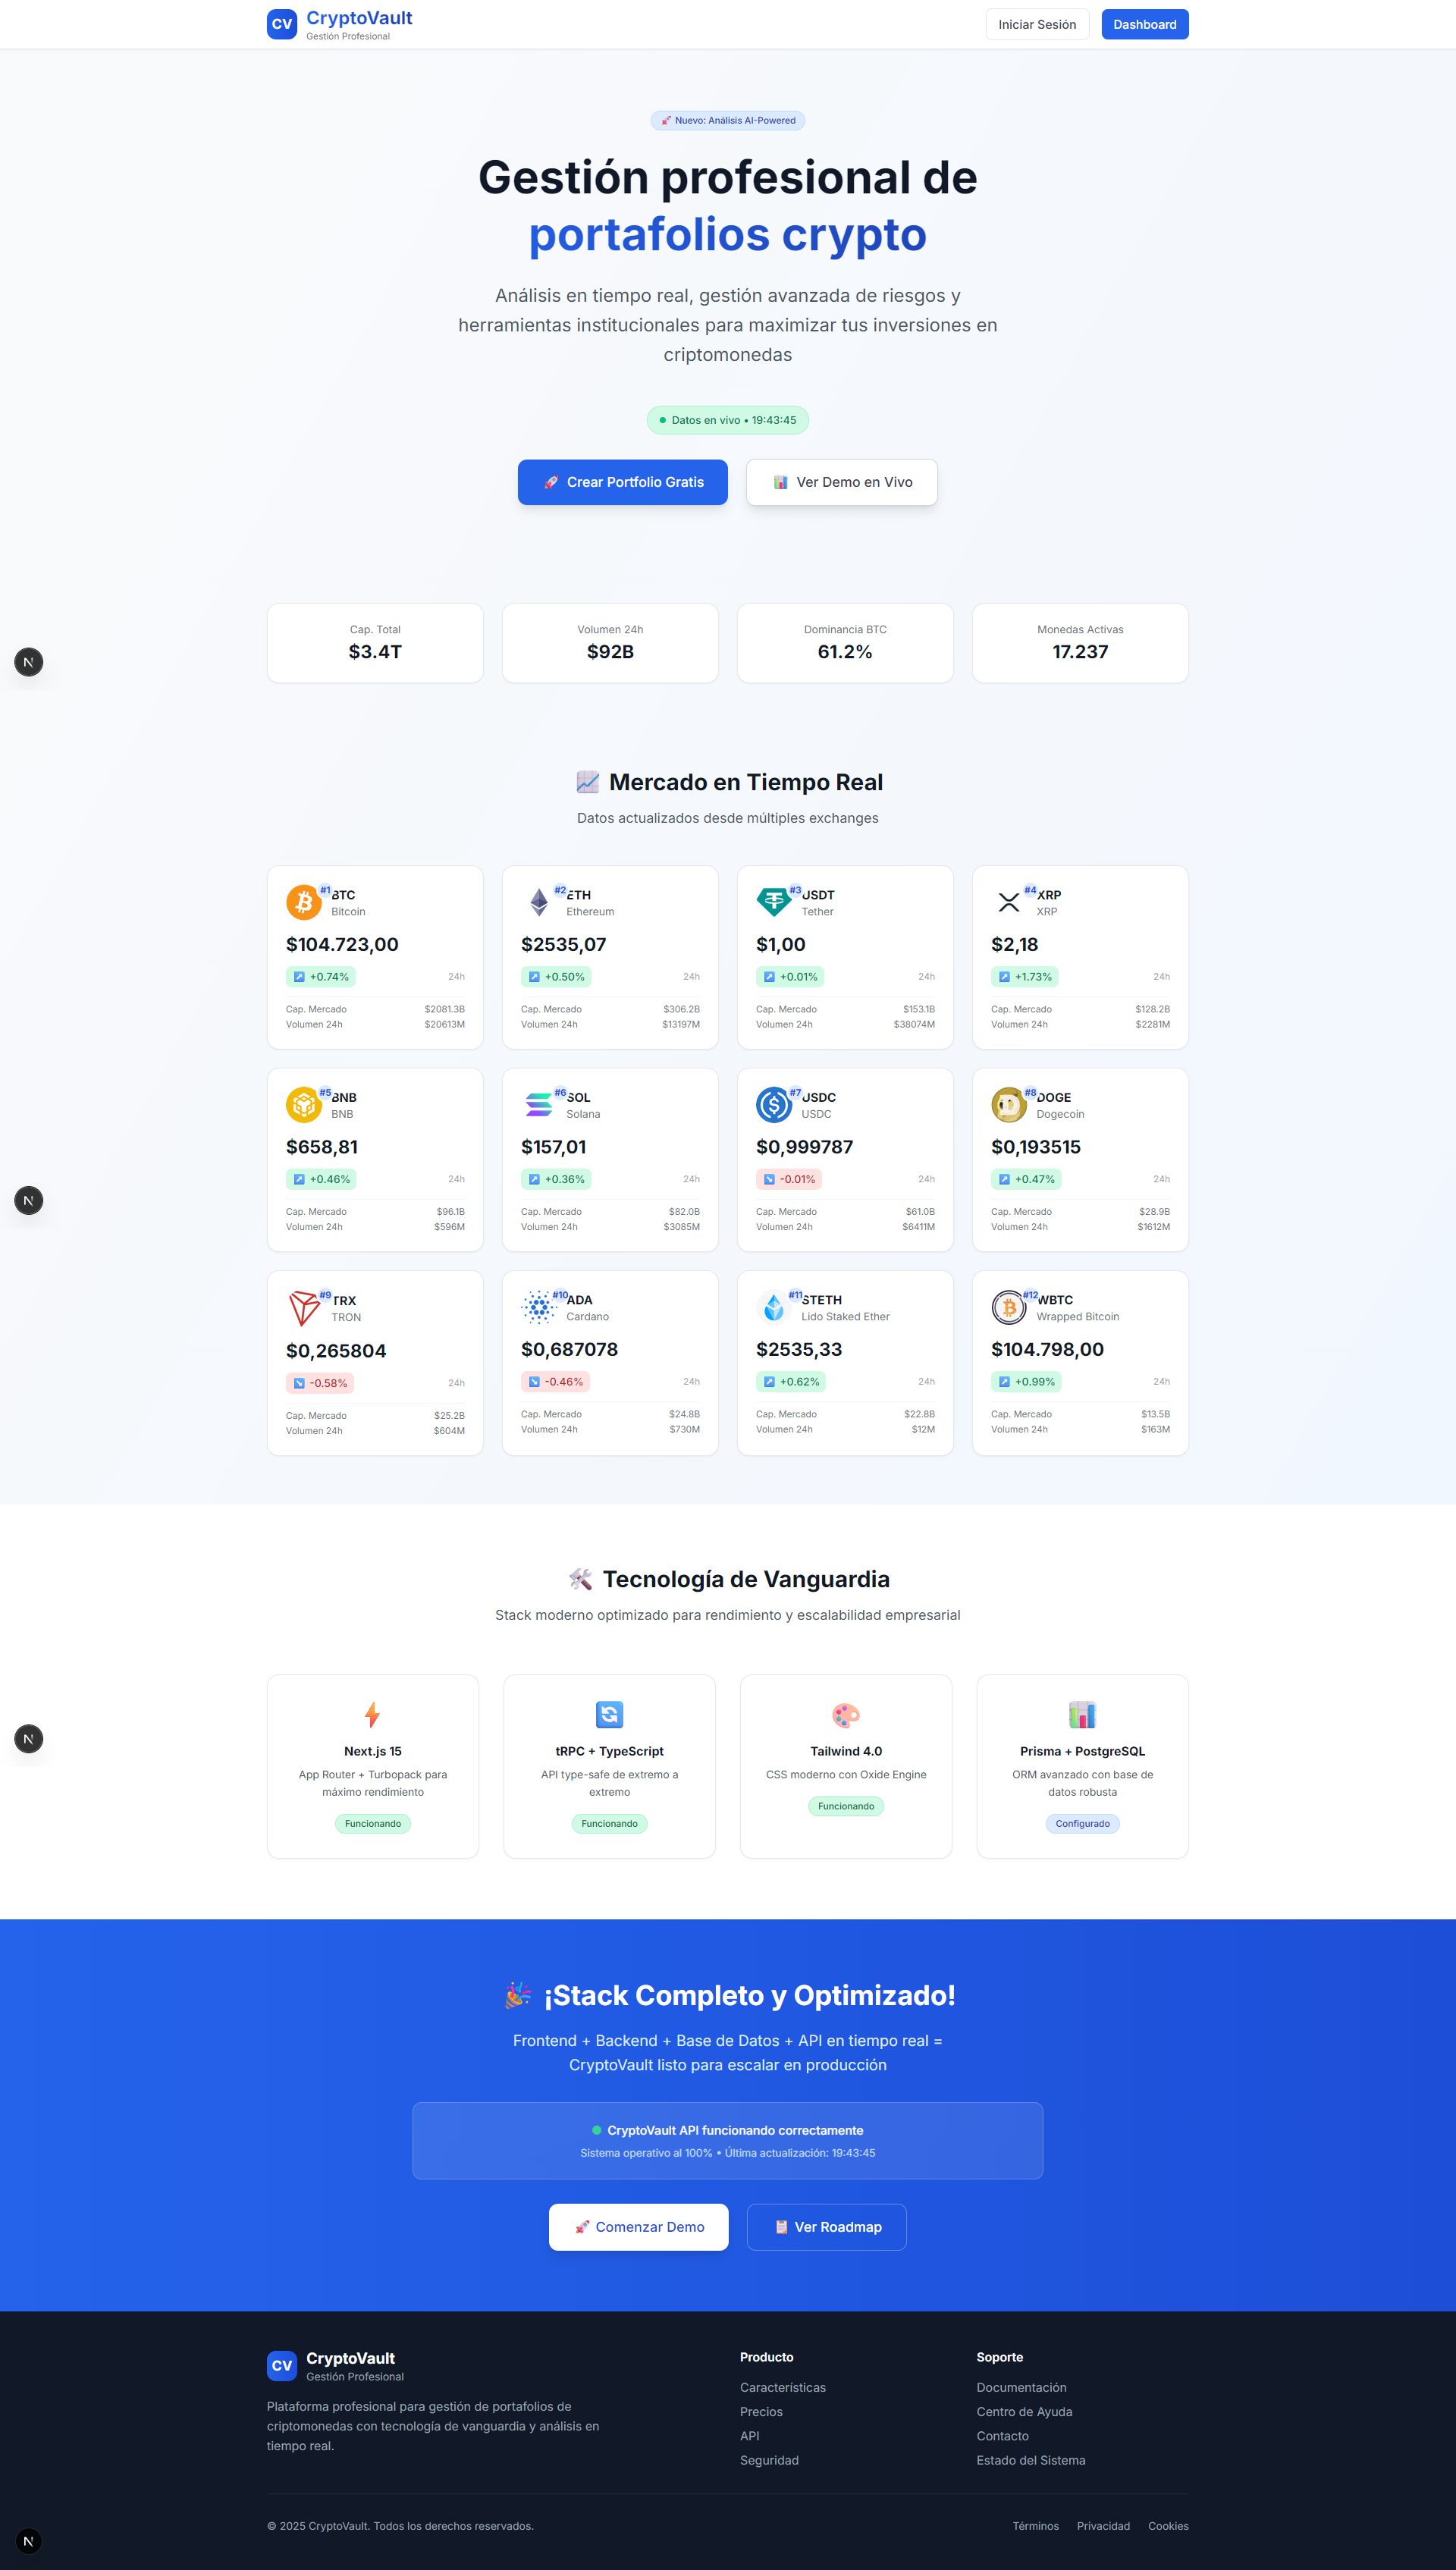 CV
CryptoVault
Gestión Profesional
Iniciar Sesión
Dashboard
🚀 Nuevo: Análisis AI-Powered
Gestión profesional de
portafolios crypto
Análisis en tiempo real, gestión avanzada de riesgos y
herramientas institucionales para maximizar tus inversiones en
criptomonedas
Datos en vivo • 19:43:45
🚀 Crear Portfolio Gratis
📊 Ver Demo en Vivo
Cap. Total
$3.4T
Volumen 24h
$92B
Dominancia BTC
61.2%
Monedas Activas
17.237
N
📈 Mercado en Tiempo Real
Datos actualizados desde múltiples exchanges
#1 BTC
Bitcoin
$104.723,00
↗ +0.74% 24h
Cap. Mercado $2081.3B
Volumen 24h $20613M
#2 ETH
Ethereum
$2535,07
↗ +0.50% 24h
Cap. Mercado $306.2B
Volumen 24h $13197M
#3 USDT
Tether
$1,00
↗ +0.01% 24h
Cap. Mercado $153.1B
Volumen 24h $38074M
#4 XRP
XRP
$2,18
↗ +1.73% 24h
Cap. Mercado $128.2B
Volumen 24h $2281M
#5 BNB
BNB
$658,81
↗ +0.46% 24h
Cap. Mercado $96.1B
Volumen 24h $596M
#6 SOL
Solana
$157,01
↗ +0.36% 24h
Cap. Mercado $82.0B
Volumen 24h $3085M
#7 USDC
USDC
$0,999787
↘ -0.01% 24h
Cap. Mercado $61.0B
Volumen 24h $6411M
#8 DOGE
Dogecoin
$0,193515
↗ +0.47% 24h
Cap. Mercado $28.9B
Volumen 24h $1612M
N
#9 TRX
TRON
$0,265804
↘ -0.58% 24h
Cap. Mercado $25.2B
Volumen 24h $604M
#10 ADA
Cardano
$0,687078
↘ -0.46% 24h
Cap. Mercado $24.8B
Volumen 24h $730M
#11 STETH
Lido Staked Ether
$2535,33
↗ +0.62% 24h
Cap. Mercado $22.8B
Volumen 24h $12M
#12 WBTC
Wrapped Bitcoin
$104.798,00
↗ +0.99% 24h
Cap. Mercado $13.5B
Volumen 24h $163M
🛠️ Tecnología de Vanguardia
Stack moderno optimizado para rendimiento y escalabilidad empresarial
Next.js 15
App Router + Turbopack para
máximo rendimiento
Funcionando
tRPC + TypeScript
API type-safe de extremo a
extremo
Funcionando
Tailwind 4.0
CSS moderno con Oxide Engine
Funcionando
Prisma + PostgreSQL
ORM avanzado con base de
datos robusta
Configurado
N
🎉 ¡Stack Completo y Optimizado!
Frontend + Backend + Base de Datos + API en tiempo real =
CryptoVault listo para escalar en producción
CryptoVault API funcionando correctamente
Sistema operativo al 100% • Última actualización: 19:43:45
🚀 Comenzar Demo
📋 Ver Roadmap
CV
CryptoVault
Gestión Profesional
Plataforma profesional para gestión de portafolios de
criptomonedas con tecnología de vanguardia y análisis en
tiempo real.
Producto
Características
Precios
API
Seguridad
Soporte
Documentación
Centro de Ayuda
Contacto
Estado del Sistema
© 2025 CryptoVault. Todos los derechos reservados.
Términos
Privacidad
Cookies
N